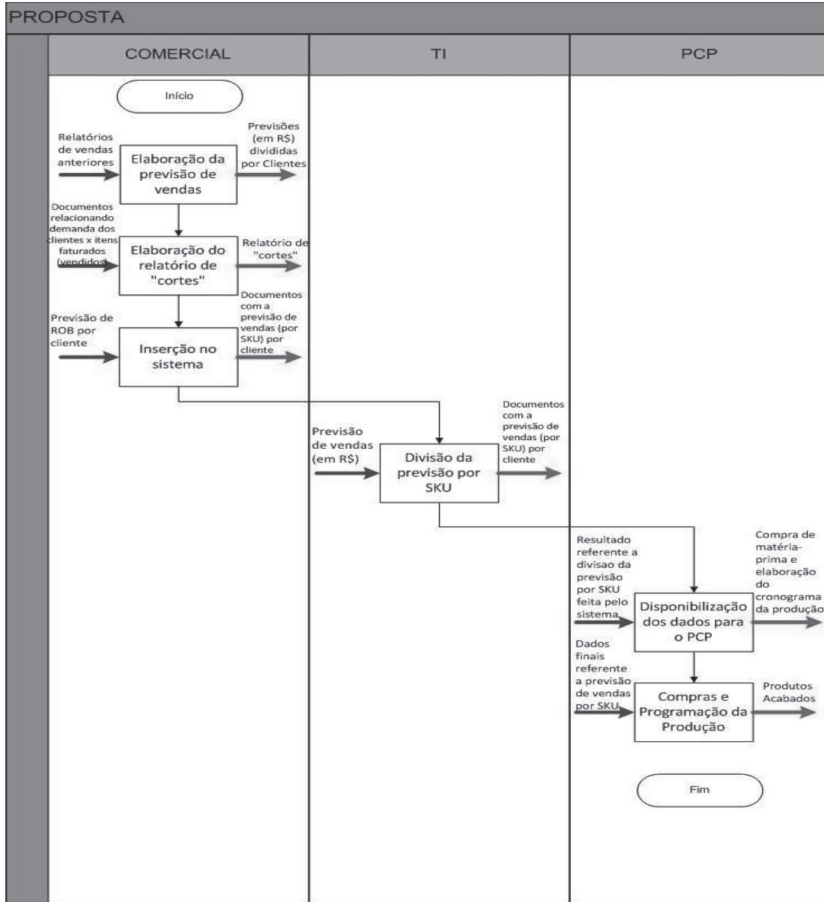 PROPOSTA
COMERCIAL
TI
PCP
Início
Relatórios
de vendas
anteriores
Elaboração da
previsão de
vendas
Previsões
(em R$)
divididas
por Clientes
Documentos
relacionando
demanda dos
clientes x itens
faturados
(vendidos)
Elaboração do
relatório de
"cortes"
Relatório de
"cortes"
Previsão de
ROB por
cliente
Inserção no
sistema
Documentos
com a
previsão de
vendas (por
SKU) por
cliente
Previsão
de vendas
(em R$)
Divisão da
previsão por
SKU
Documentos
com a
previsão de
vendas (por
SKU) por
cliente
Resultado
referente a
divisao da
previsão
por SKU
feita pelo
sistema
Disponibilização
dos dados para
o PCP
Compra de
matéria-
prima e
elaboração
do
cronograma
da produção
Dados
finais
referente
a previsão
de vendas
por SKU
Compras e
Programação da
Produção
Produtos
Acabados
Fim